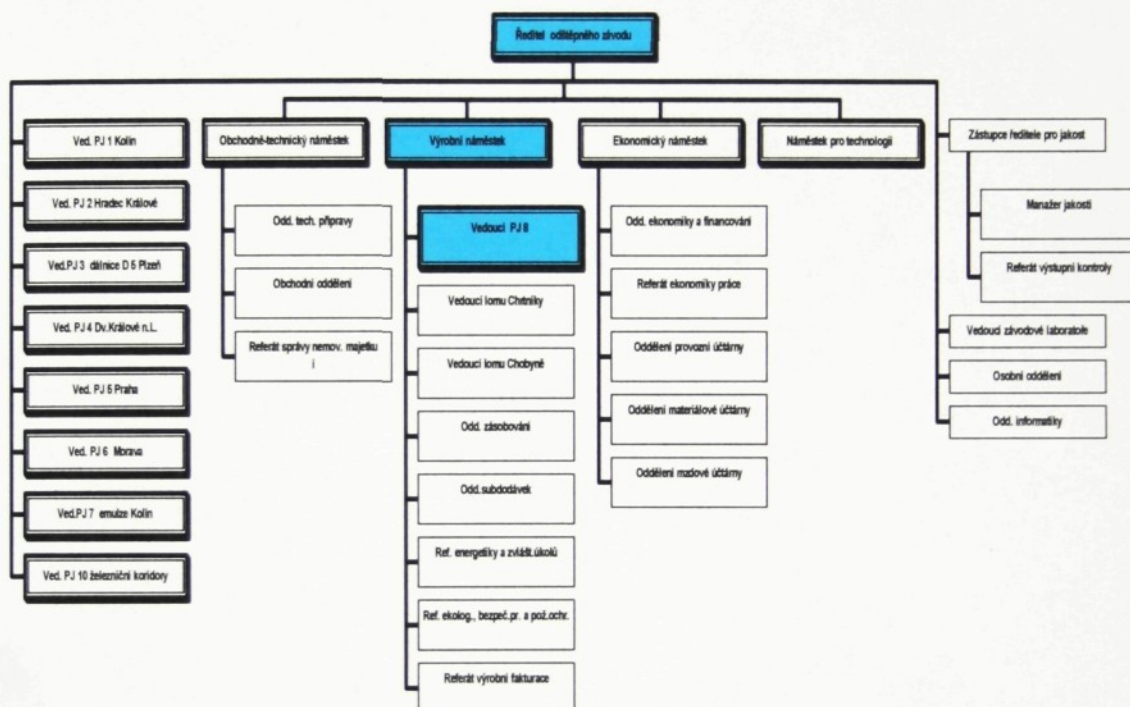 Ředitel odštěpného závodu
Ved. PJ 1 Kolín
Ved. PJ 2 Hradec Králové
Ved.PJ 3 dálnice D 5 Plzeň
Ved. PJ 4 Dv.Králové n.L.
Ved. PJ 5 Praha
Ved. PJ 6 Morava
Ved.PJ 7 emulze Kolín
Ved. PJ 10 železniční koridory
Obchodně-technický náměstek
Odd. tech. přípravy
Obchodní oddělení
Referát správy nemov. majetku
í
Výrobní náměstek
Vedoucí PJ 8
Vedoucí lomu Chrtníky
Vedoucí lomu Chobyně
Odd. zásobování
Odd.subdodávek
Ref. energetiky a zvlášt.úkolů
Ref. ekolog., bezpeč.pr. a pož.ochr.
Referát výrobní fakturace
Ekonomický náměstek
Odd. ekonomiky a financování
Referát ekonomiky práce
Oddělení provozní účtárny
Oddělení materiálové účtárny
Oddělení mzdové účtárny
Náměstek pro technologii
Zástupce ředitele pro jakost
Manažer jakosti
Referát výstupní kontroly
Vedoucí závodové laboratoře
Osobní oddělení
Odd. informatiky